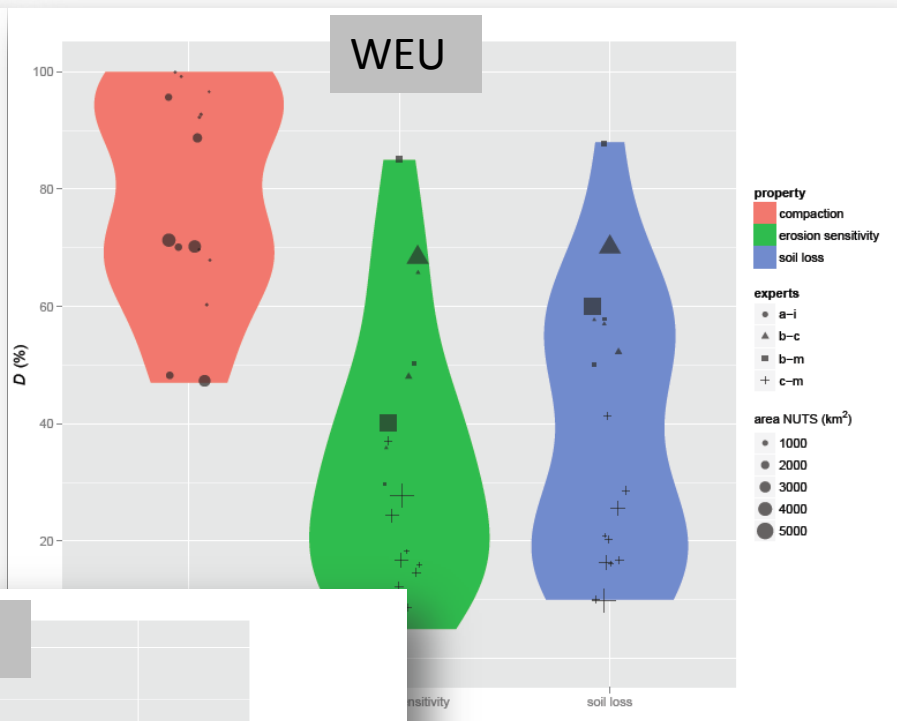 WEU
100
80
60
40
20
D (%)
nsitivity
soil loss
property
compaction
erosion sensitivity
soil loss
experts
a–i
b–c
b–m
c–m
area NUTS (km²)
1000
2000
3000
4000
5000